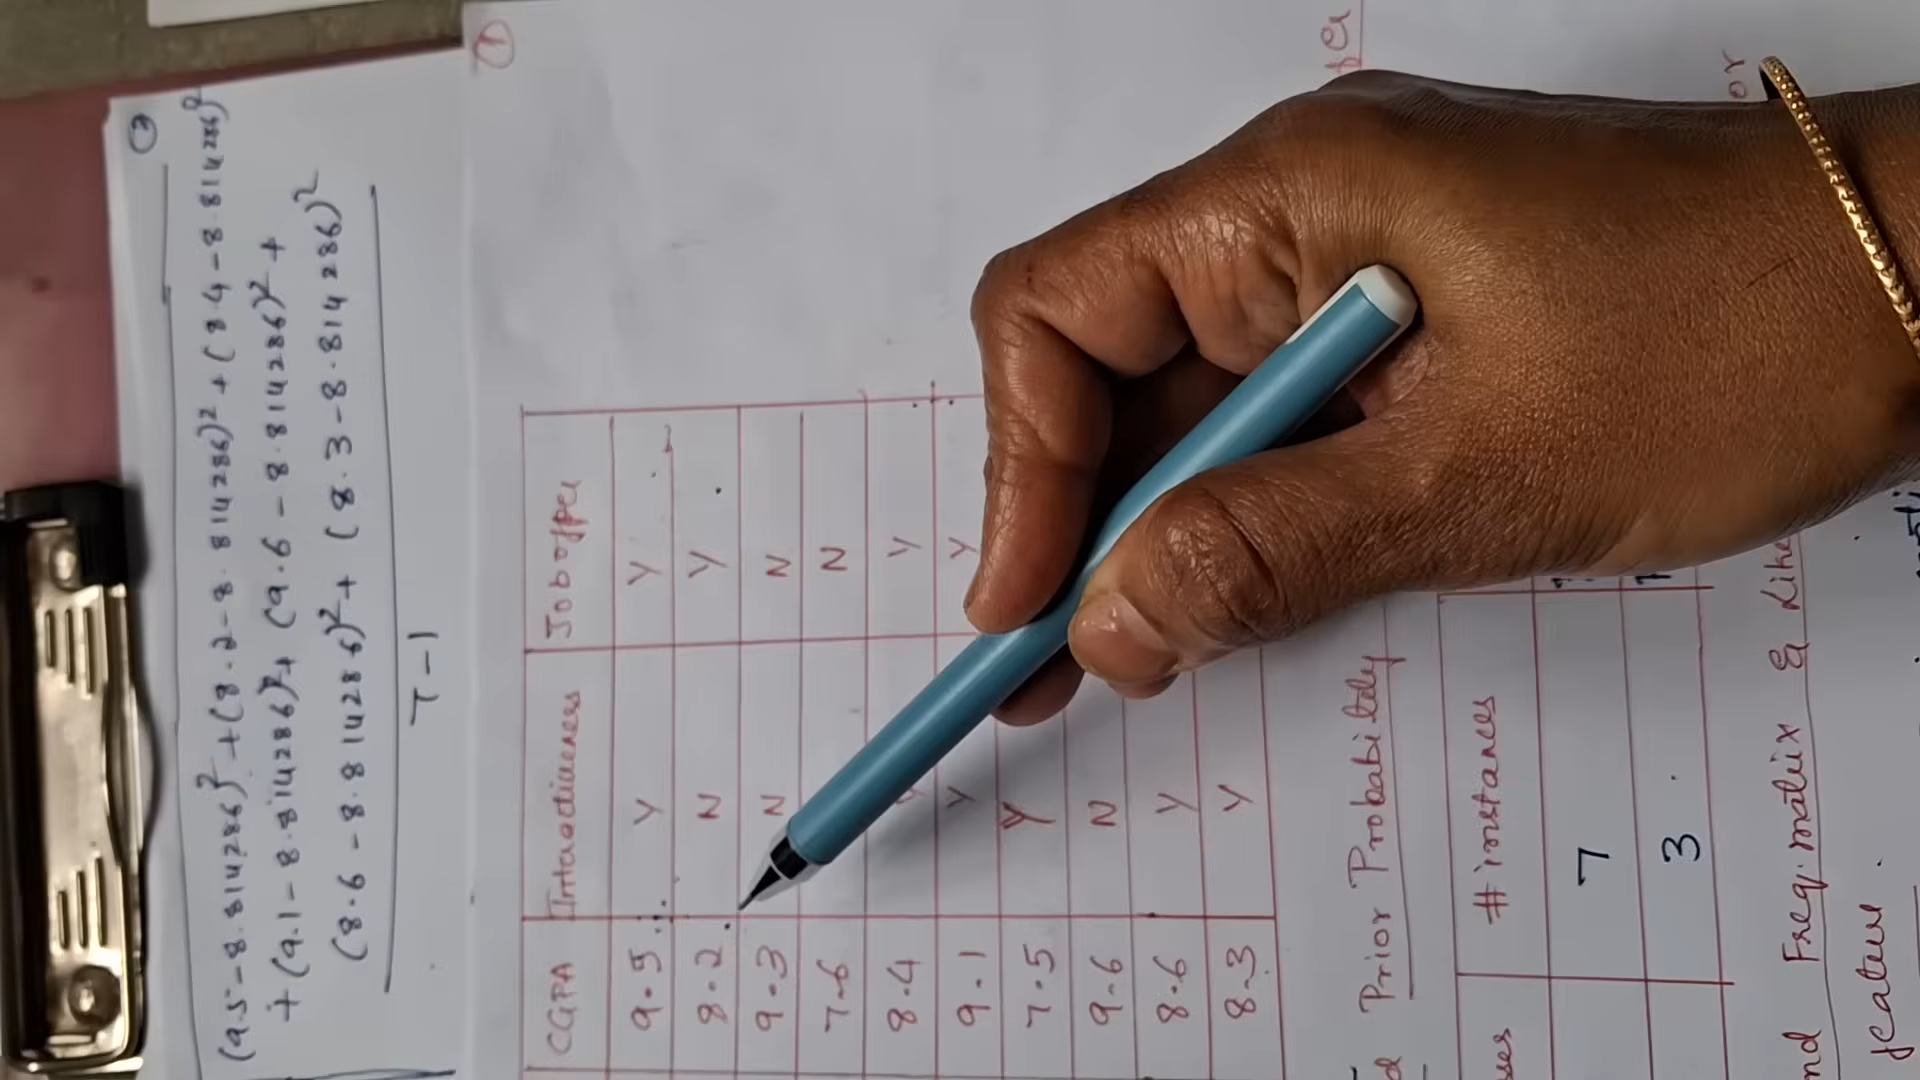 ②
(9.5-8.814286)² + (8.2-8.814286)² + (8.4-8.814286)²
+ (9.1-8.814286)² + (9.6-8.814286)² +
(8.6-8.814286)² + (8.3-8.814286)²
7-1
①
CGPA Interactiveness Job offer
9.5 Y Y
8.2 N Y
9.3 N N
7.6 N
8.4 Y Y
9.1 Y Y
7.5 Y
9.6 N
8.6 Y
8.3 Y
Prior Probability
#instances
7
3
Freq. matrix &